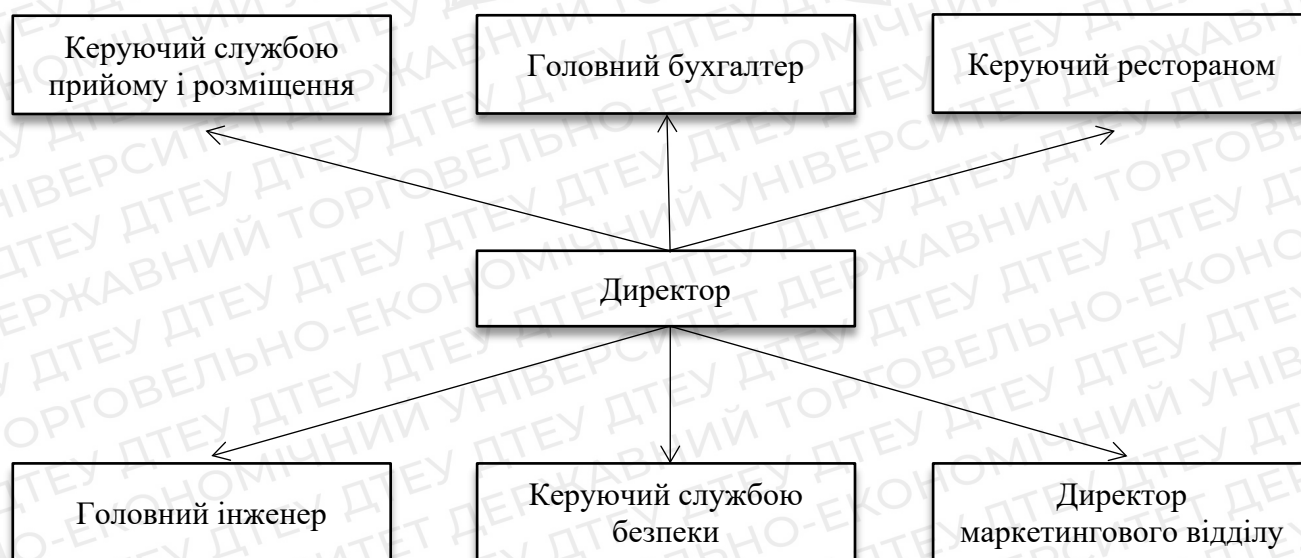 Керуючий службою
прийому і розміщення
Головний бухгалтер
Керуючий рестораном
Директор
Головний інженер
Керуючий службою
безпеки
Директор
маркетингового відділу